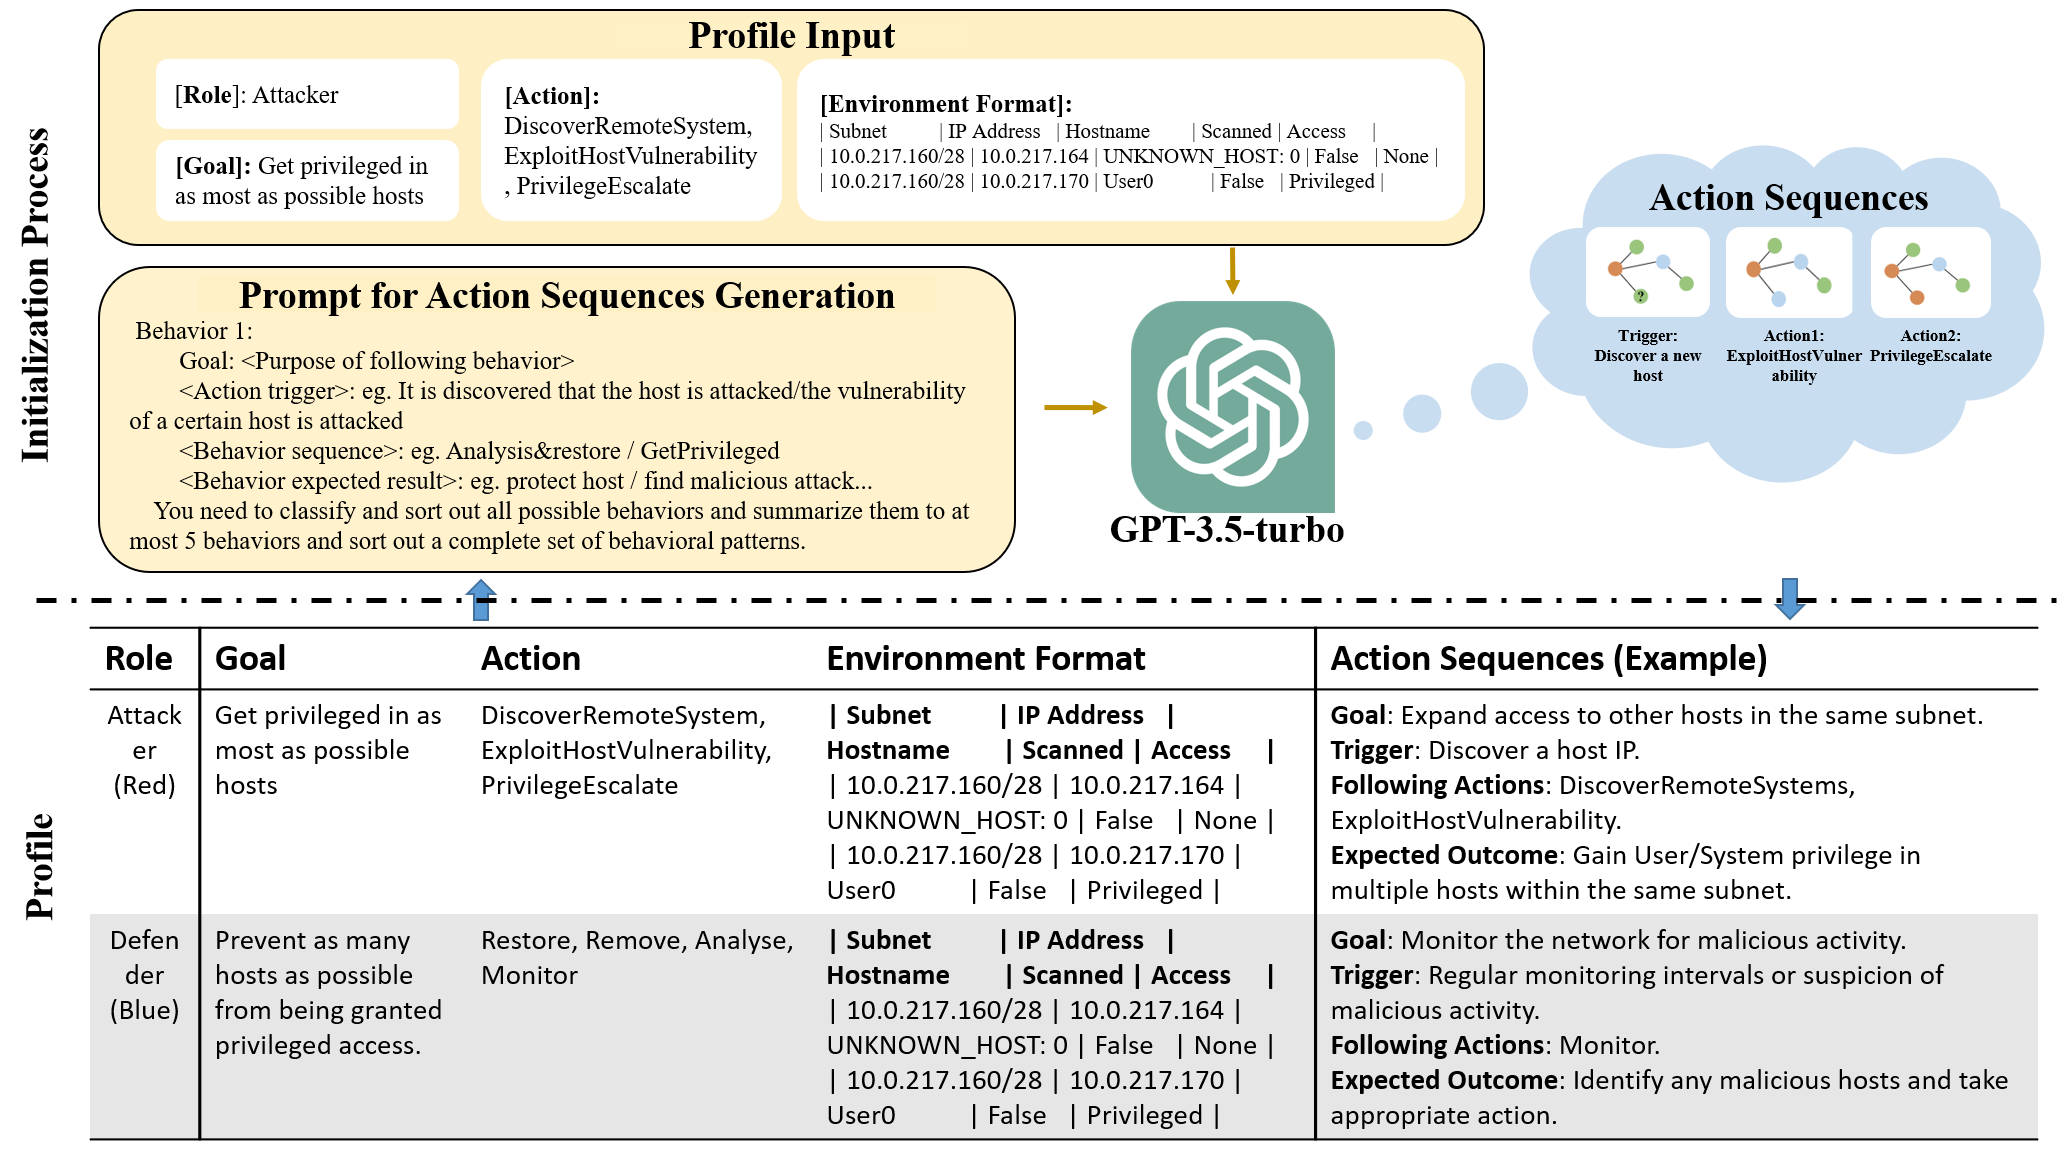 Initialization Process
Profile Input
[Role]: Attacker
[Goal]: Get privileged in
as most as possible hosts
[Action]:
DiscoverRemoteSystem,
ExploitHostVulnerability
, PrivilegeEscalate
[Environment Format]:
| Subnet | IP Address | Hostname | Scanned | Access |
| 10.0.217.160/28 | 10.0.217.164 | UNKNOWN_HOST: 0 | False | None |
| 10.0.217.160/28 | 10.0.217.170 | User0 | False | Privileged |
Prompt for Action Sequences Generation
Behavior 1:
Goal: <Purpose of following behavior>
<Action trigger>: eg. It is discovered that the host is attacked/the vulnerability
of a certain host is attacked
<Behavior sequence>: eg. Analysis&restore / GetPrivileged
<Behavior expected result>: eg. protect host / find malicious attack...
You need to classify and sort out all possible behaviors and summarize them to at
most 5 behaviors and sort out a complete set of behavioral patterns.
GPT-3.5-turbo
Action Sequences
?
Trigger:
Discover a new
host
Action1:
ExploitHostVulner
ability
Action2:
PrivilegeEscalate
Profile
Role
Goal
Action
Environment Format
Action Sequences (Example)
Attack
er
(Red)
Get privileged in as
most as possible
hosts
DiscoverRemoteSystem,
ExploitHostVulnerability,
PrivilegeEscalate
| Subnet | IP Address |
Hostname | Scanned | Access |
| 10.0.217.160/28 | 10.0.217.164 |
UNKNOWN_HOST: 0 | False | None |
| 10.0.217.160/28 | 10.0.217.170 |
User0 | False | Privileged |
Goal: Expand access to other hosts in the same subnet.
Trigger: Discover a host IP.
Following Actions: DiscoverRemoteSystems,
ExploitHostVulnerability.
Expected Outcome: Gain User/System privilege in
multiple hosts within the same subnet.
Defen
der
(Blue)
Prevent as many
hosts as possible
from being granted
privileged access.
Restore, Remove, Analyse,
Monitor
| Subnet | IP Address |
Hostname | Scanned | Access |
| 10.0.217.160/28 | 10.0.217.164 |
UNKNOWN_HOST: 0 | False | None |
| 10.0.217.160/28 | 10.0.217.170 |
User0 | False | Privileged |
Goal: Monitor the network for malicious activity.
Trigger: Regular monitoring intervals or suspicion of
malicious activity.
Following Actions: Monitor.
Expected Outcome: Identify any malicious hosts and take
appropriate action.